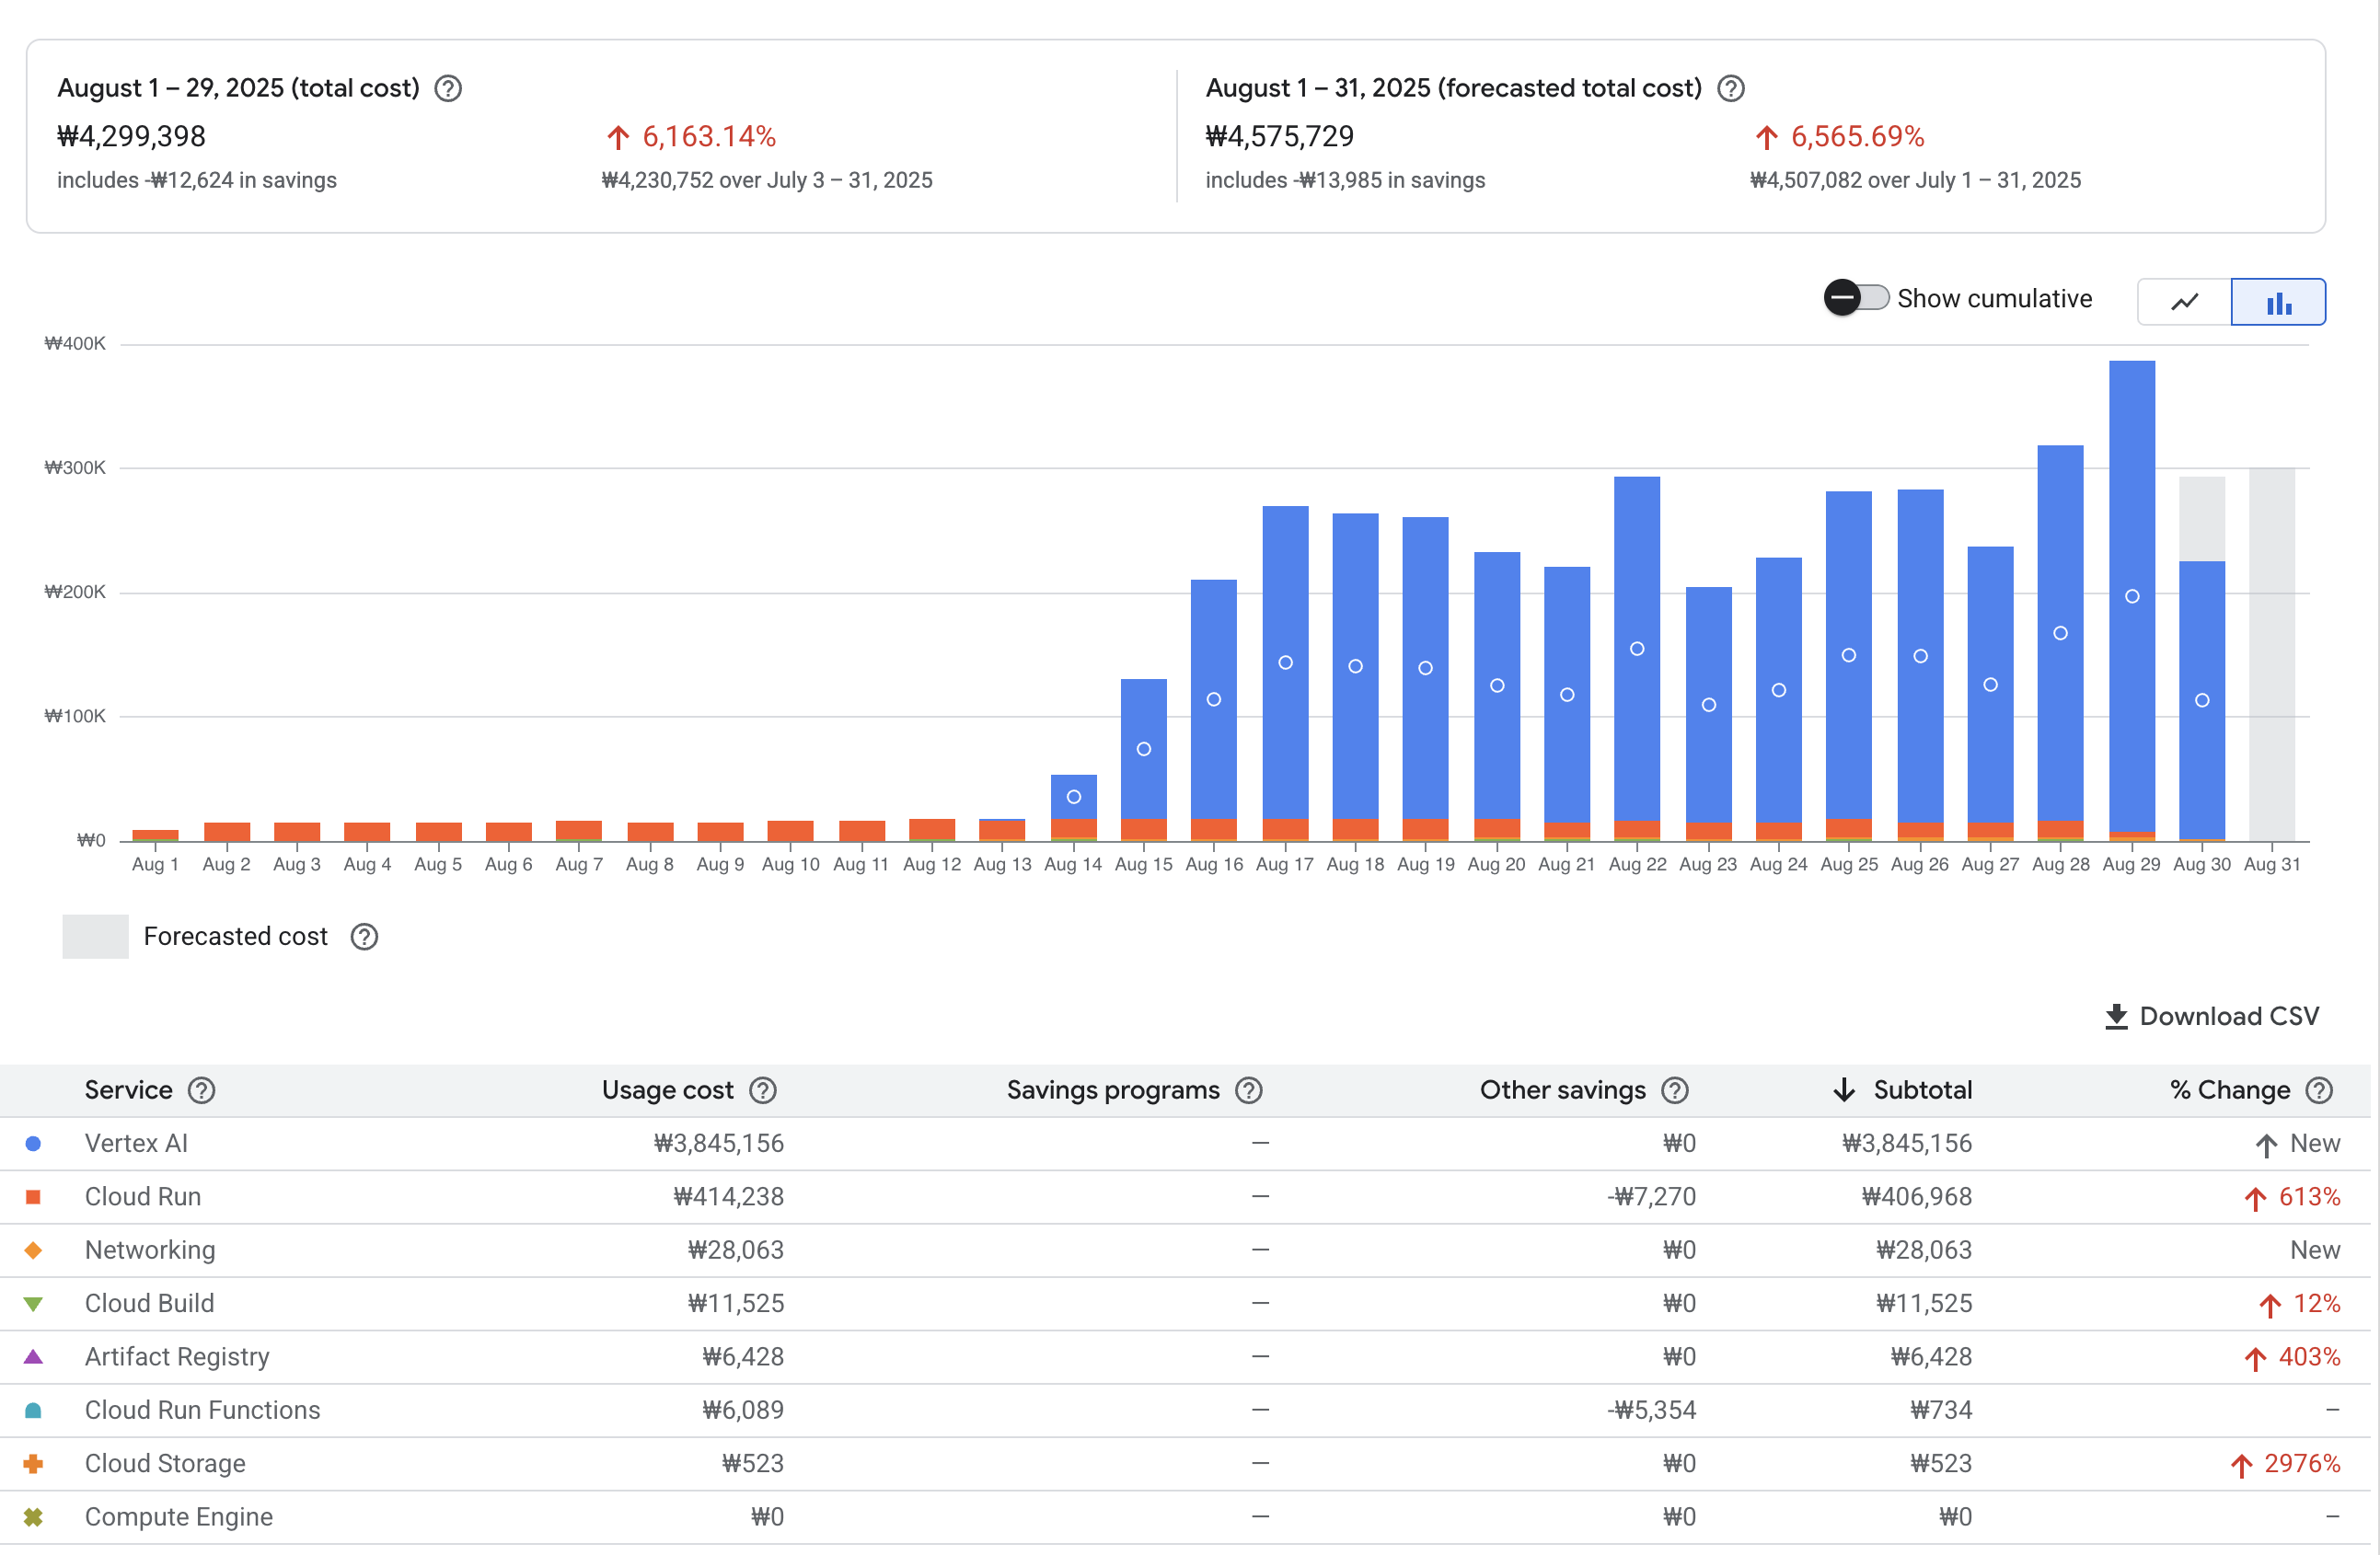 August 1 – 29, 2025 (total cost)
₩4,299,398
6,163.14%
includes -₩12,624 in savings
₩4,230,752 over July 3 – 31, 2025
August 1 – 31, 2025 (forecasted total cost)
₩4,575,729
6,565.69%
includes -₩13,985 in savings
₩4,507,082 over July 1 – 31, 2025
Show cumulative
₩400K
₩300K
₩200K
₩100K
₩0
Aug 1 Aug 2 Aug 3 Aug 4 Aug 5 Aug 6 Aug 7 Aug 8 Aug 9 Aug 10 Aug 11 Aug 12 Aug 13 Aug 14 Aug 15 Aug 16 Aug 17 Aug 18 Aug 19 Aug 20 Aug 21 Aug 22 Aug 23 Aug 24 Aug 25 Aug 26 Aug 27 Aug 28 Aug 29 Aug 30 Aug 31
Forecasted cost
Download CSV
Service Usage cost Savings programs Other savings Subtotal % Change
Vertex AI ₩3,845,156 — ₩0 ₩3,845,156 New
Cloud Run ₩414,238 — -₩7,270 ₩406,968 613%
Networking ₩28,063 — ₩0 ₩28,063 New
Cloud Build ₩11,525 — ₩0 ₩11,525 12%
Artifact Registry ₩6,428 — ₩0 ₩6,428 403%
Cloud Run Functions ₩6,089 — -₩5,354 ₩734 –
Cloud Storage ₩523 — ₩0 ₩523 2976%
Compute Engine ₩0 — ₩0 ₩0 –